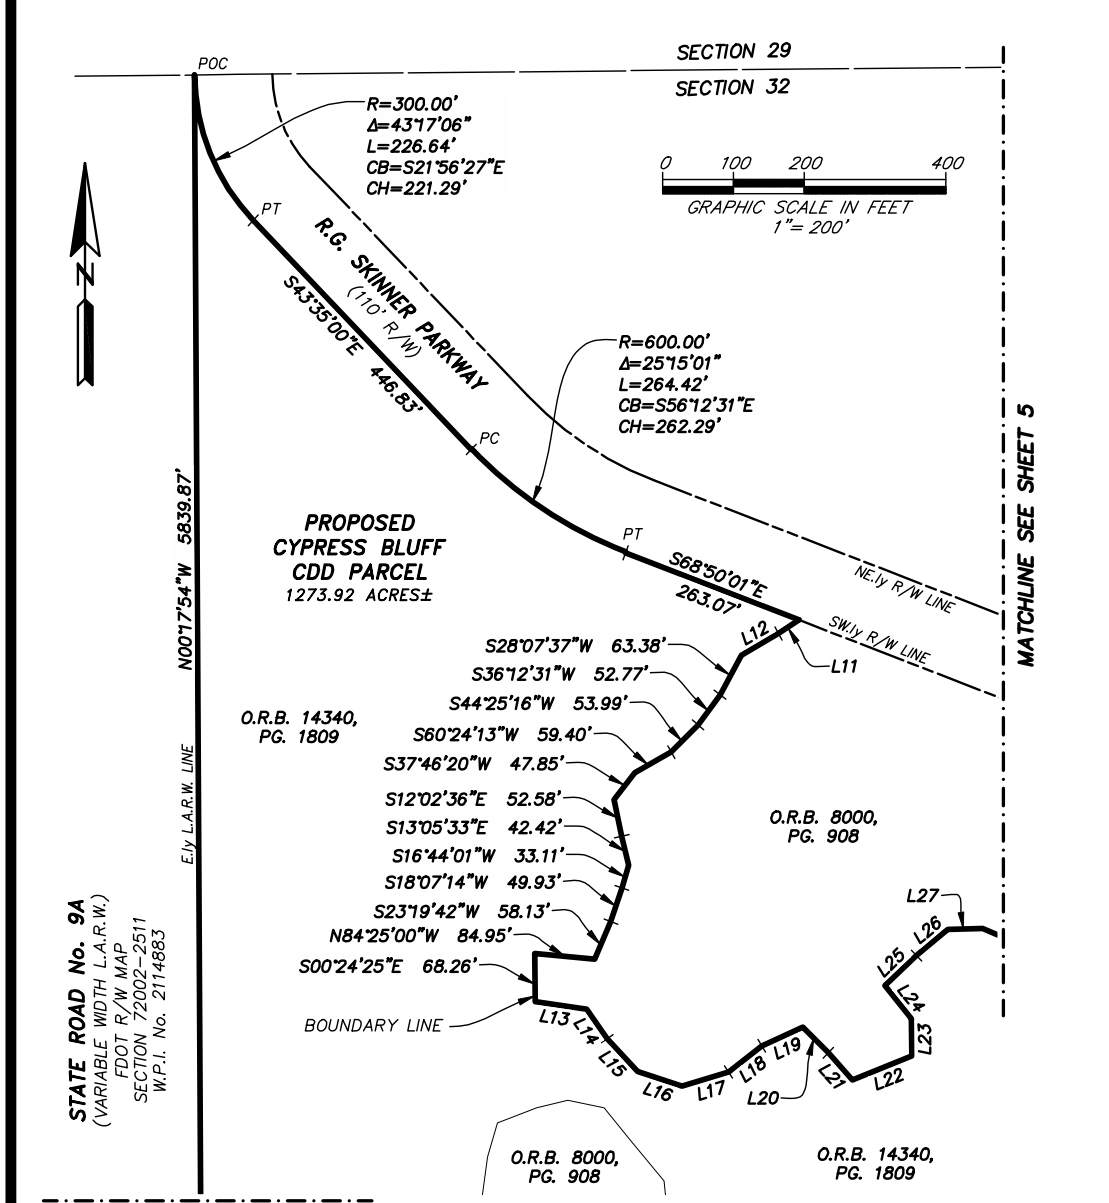 SECTION 29
SECTION 32
POC
R=300.00'
Δ=43°17'06"
L=226.64'
CB=S21°56'27"E
CH=221.29'
0 100 200 400
GRAPHIC SCALE IN FEET
1"= 200'
N
PT
R.G. SKINNER PARKWAY
(110' R/W)
S43°35'00"E 446.83'
R=600.00'
Δ=25°15'01"
L=264.42'
CB=S56°12'31"E
CH=262.29'
PC
MATCHLINE SEE SHEET 5
N00°17'54"W 5839.87'
PROPOSED
CYPRESS BLUFF
CDD PARCEL
1273.92 ACRES±
PT
S68°50'01"E
263.07'
NE.ly R/W LINE
SW.ly R/W LINE
L12
L11
S28°07'37"W 63.38'
S36°12'31"W 52.77'
S44°25'16"W 53.99'
S60°24'13"W 59.40'
S37°46'20"W 47.85'
S12°02'36"E 52.58'
S13°05'33"E 42.42'
S16°44'01"W 33.11'
S18°07'14"W 49.93'
S23°19'42"W 58.13'
N84°25'00"W 84.95'
S00°24'25"E 68.26'
BOUNDARY LINE
O.R.B. 14340,
PG. 1809
E.ly L.A.R.W. LINE
O.R.B. 8000,
PG. 908
STATE ROAD No. 9A
(VARIABLE WIDTH L.A.R.W.)
FDOT R/W MAP
SECTION 72002-2511
W.P.I. No. 2114883
L13
L14
L15
L16
L17
L18
L19
L20
L21
L22
L23
L24
L25
L26
L27
O.R.B. 8000,
PG. 908
O.R.B. 14340,
PG. 1809